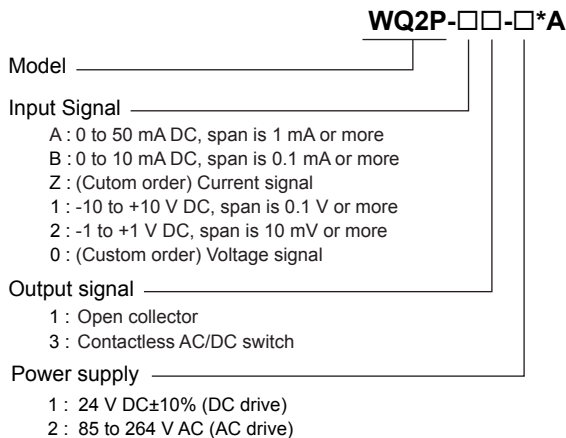 WQ2P-□□-□*A
Model
Input Signal
A : 0 to 50 mA DC, span is 1 mA or more
B : 0 to 10 mA DC, span is 0.1 mA or more
Z : (Cutom order) Current signal
1 : -10 to +10 V DC, span is 0.1 V or more
2 : -1 to +1 V DC, span is 10 mV or more
0 : (Custom order) Voltage signal
Output signal
1 : Open collector
3 : Contactless AC/DC switch
Power supply
1 : 24 V DC±10% (DC drive)
2 : 85 to 264 V AC (AC drive)